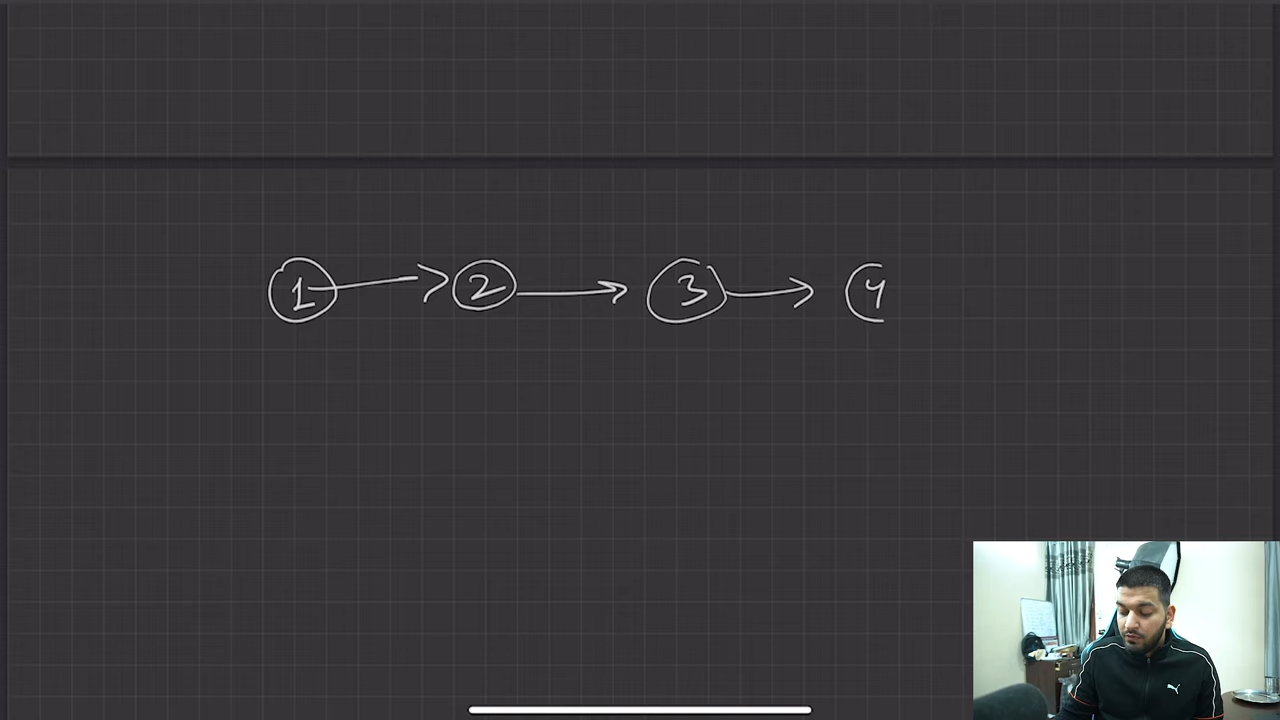 1 → 2 → 3 → 4